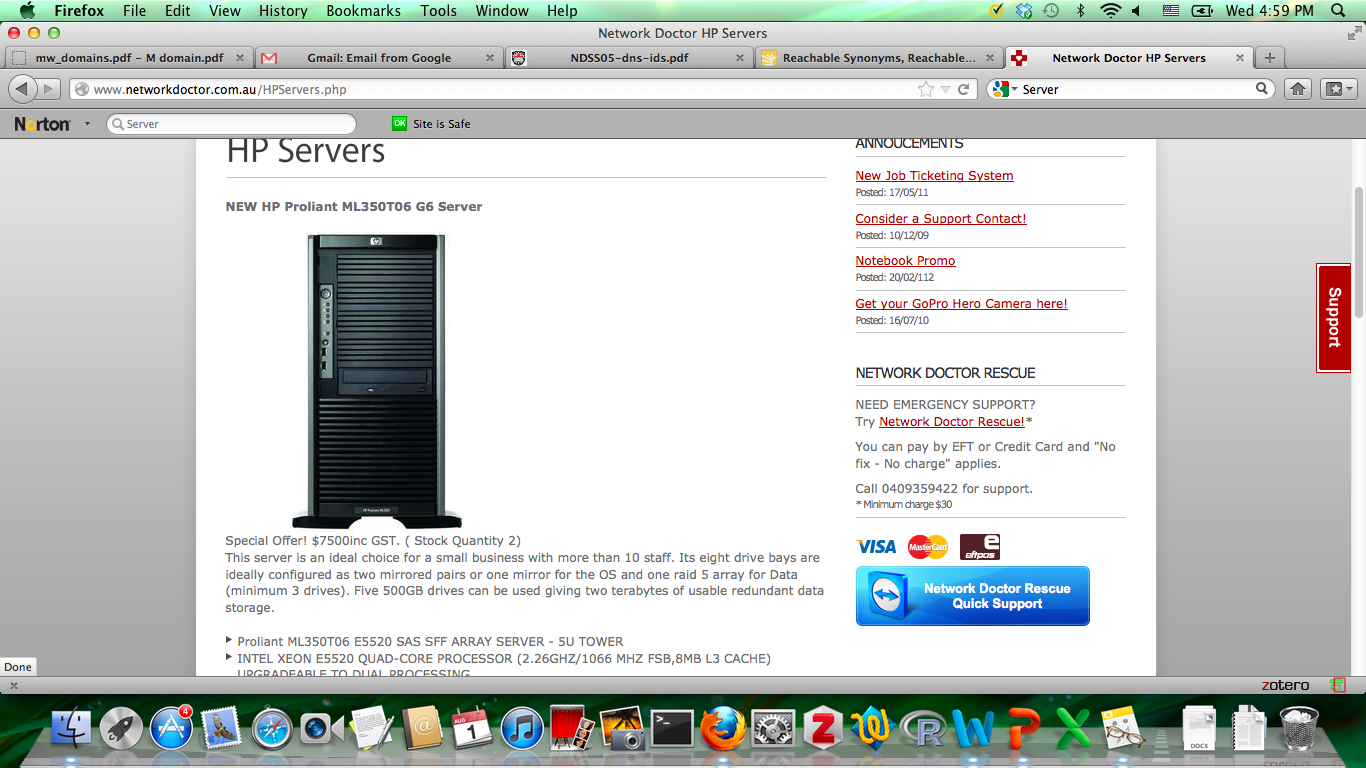 Firefox File Edit View History Bookmarks Tools Window Help Wed 4:59 PM
Network Doctor HP Servers
mw_domains.pdf - M domain.pdf
Gmail: Email from Google
NDSS05-dns-ids.pdf
Reachable Synonyms, Reachable...
Network Doctor HP Servers
www.networkdoctor.com.au/HPServers.php
Server
Norton
Server
OK Site is Safe
HP Servers
NEW HP Proliant ML350T06 G6 Server
hp
Special Offer! $7500inc GST. ( Stock Quantity 2)
This server is an ideal choice for a small business with more than 10 staff. Its eight drive bays are
ideally configured as two mirrored pairs or one mirror for the OS and one raid 5 array for Data
(minimum 3 drives). Five 500GB drives can be used giving two terabytes of usable redundant data
storage.
Proliant ML350T06 E5520 SAS SFF ARRAY SERVER - 5U TOWER
INTEL XEON E5520 QUAD-CORE PROCESSOR (2.26GHZ/1066 MHZ FSB,8MB L3 CACHE)
UPGRADEABLE TO DUAL PROCESSING
ANNOUCEMENTS
New Job Ticketing System
Posted: 17/05/11
Consider a Support Contact!
Posted: 10/12/09
Notebook Promo
Posted: 20/02/112
Get your GoPro Hero Camera here!
Posted: 16/07/10
NETWORK DOCTOR RESCUE
NEED EMERGENCY SUPPORT?
Try Network Doctor Rescue!*
You can pay by EFT or Credit Card and "No
fix - No charge" applies.
Call 0409359422 for support.
* Minimum charge $30
VISA MasterCard eftpos
Network Doctor Rescue
Quick Support
Support
Done
zotero
4
AUG
1
DOCX